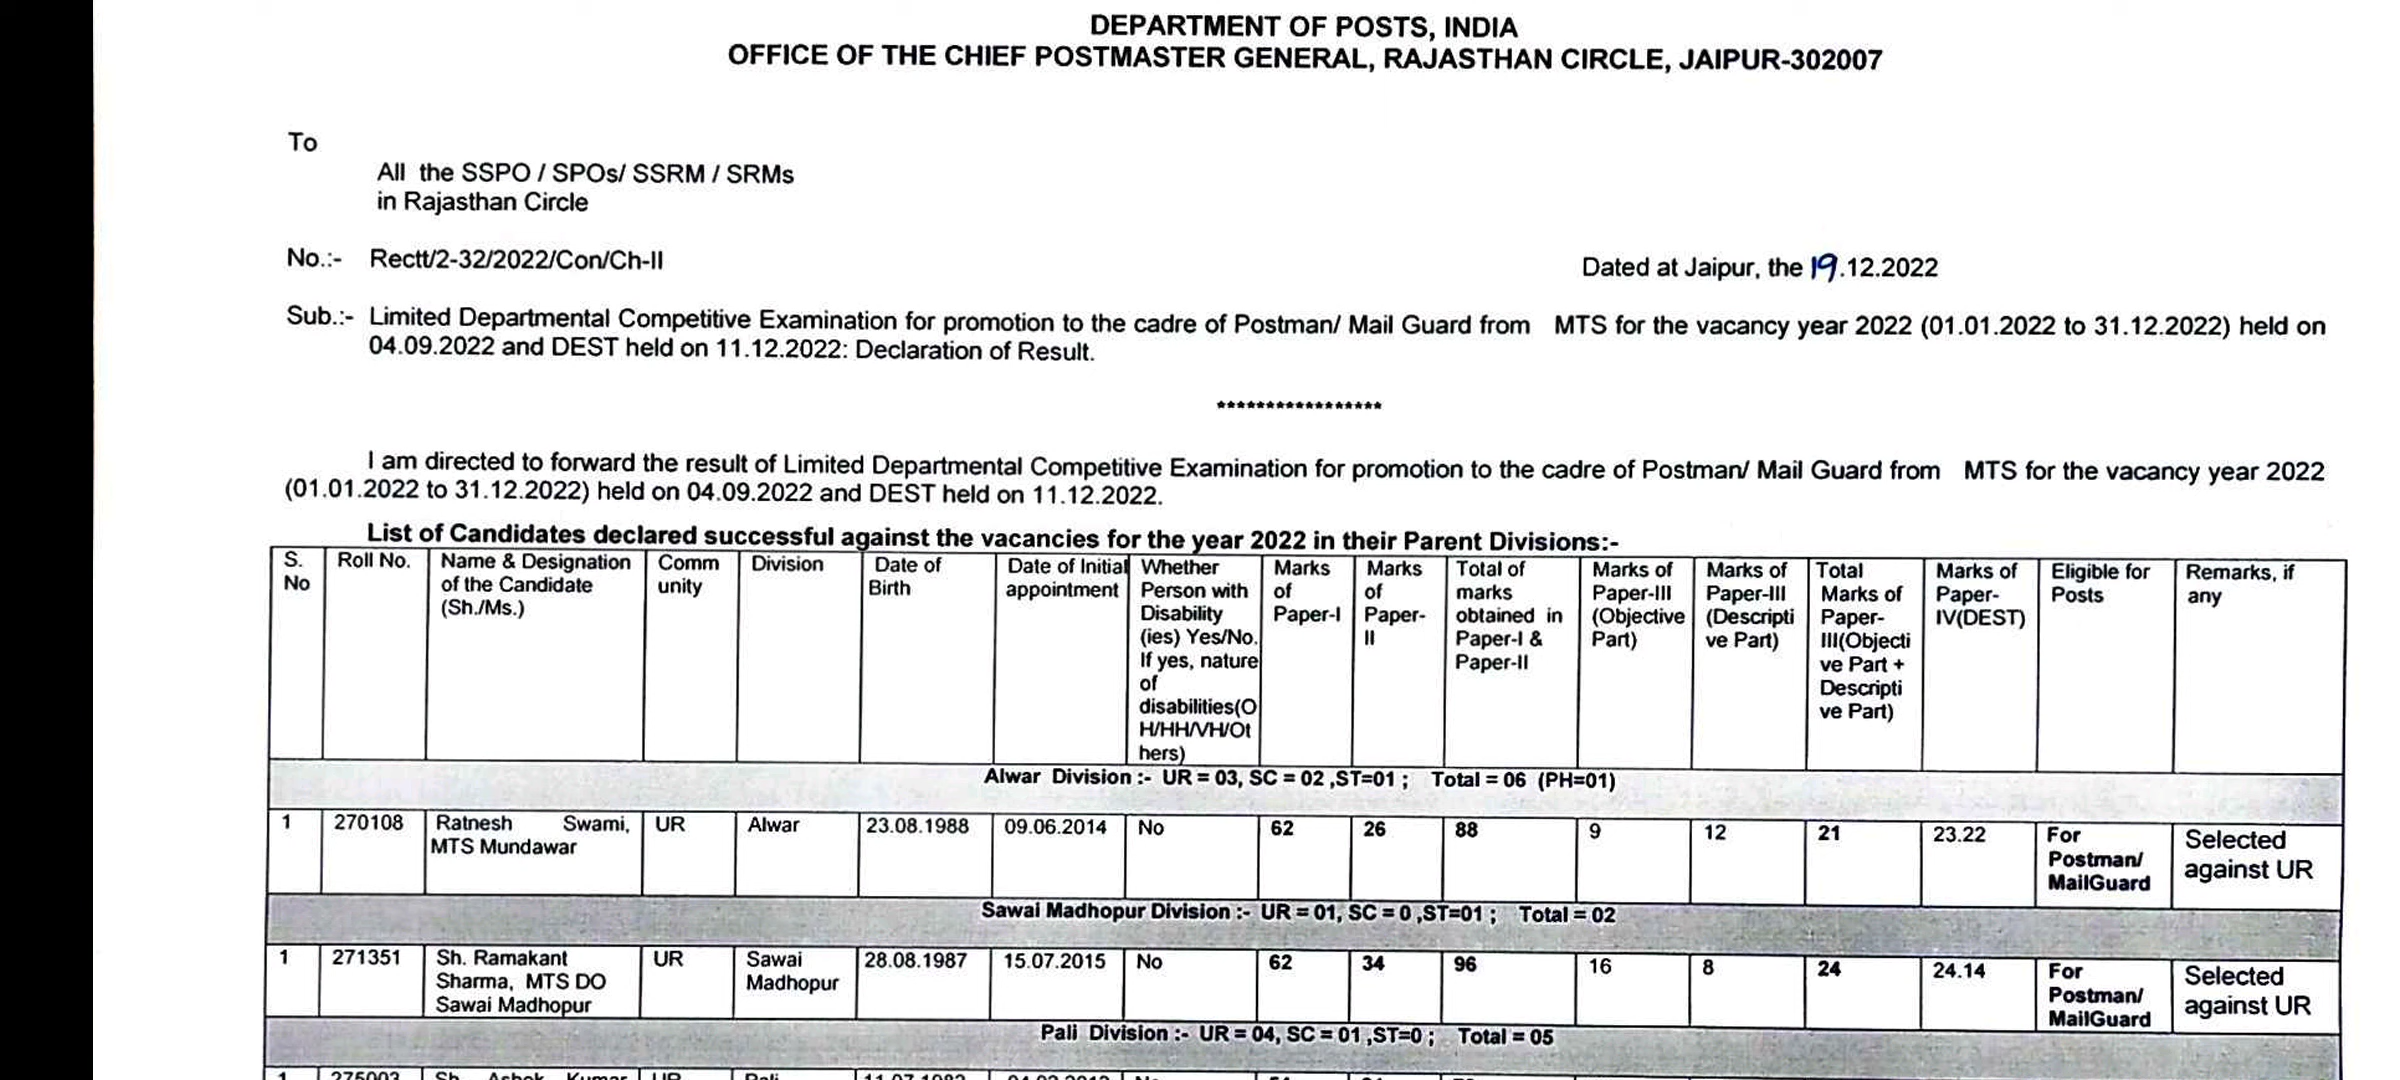 DEPARTMENT OF POSTS, INDIA
OFFICE OF THE CHIEF POSTMASTER GENERAL, RAJASTHAN CIRCLE, JAIPUR-302007
To
All the SSPO / SPOs/ SSRM / SRMs
in Rajasthan Circle
No.:- Rectt/2-32/2022/Con/Ch-II
Dated at Jaipur, the 19.12.2022
Sub.:- Limited Departmental Competitive Examination for promotion to the cadre of Postman/ Mail Guard from MTS for the vacancy year 2022 (01.01.2022 to 31.12.2022) held on
04.09.2022 and DEST held on 11.12.2022: Declaration of Result.
******************
I am directed to forward the result of Limited Departmental Competitive Examination for promotion to the cadre of Postman/ Mail Guard from MTS for the vacancy year 2022
(01.01.2022 to 31.12.2022) held on 04.09.2022 and DEST held on 11.12.2022.
List of Candidates declared successful against the vacancies for the year 2022 in their Parent Divisions:-
S.
No
Roll No.
Name & Designation
of the Candidate
(Sh./Ms.)
Comm
unity
Division
Date of
Birth
Date of Initial
appointment
Whether
Person with
Disability
(ies) Yes/No.
If yes, nature
of
disabilities(O
H/HH/VH/Ot
hers)
Marks
of
Paper-I
Marks
of
Paper-
II
Total of
marks
obtained in
Paper-I &
Paper-II
Marks of
Paper-III
(Objective
Part)
Marks of
Paper-III
(Descripti
ve Part)
Total
Marks of
Paper-
III(Objecti
ve Part +
Descripti
ve Part)
Marks of
Paper-
IV(DEST)
Eligible for
Posts
Remarks, if
any
Alwar Division :- UR = 03, SC = 02 ,ST=01 ; Total = 06 (PH=01)
1
270108
Ratnesh Swami,
MTS Mundawar
UR
Alwar
23.08.1988
09.06.2014
No
62
26
88
9
12
21
23.22
For
Postman/
MailGuard
Selected
against UR
Sawai Madhopur Division :- UR = 01, SC = 0 ,ST=01 ; Total = 02
1
271351
Sh. Ramakant
Sharma, MTS DO
Sawai Madhopur
UR
Sawai
Madhopur
28.08.1987
15.07.2015
No
62
34
96
16
8
24
24.14
For
Postman/
MailGuard
Selected
against UR
Pali Division :- UR = 04, SC = 01 ,ST=0 ; Total = 05
1
275003
Sh. Ashok Kumar
UR
Pali